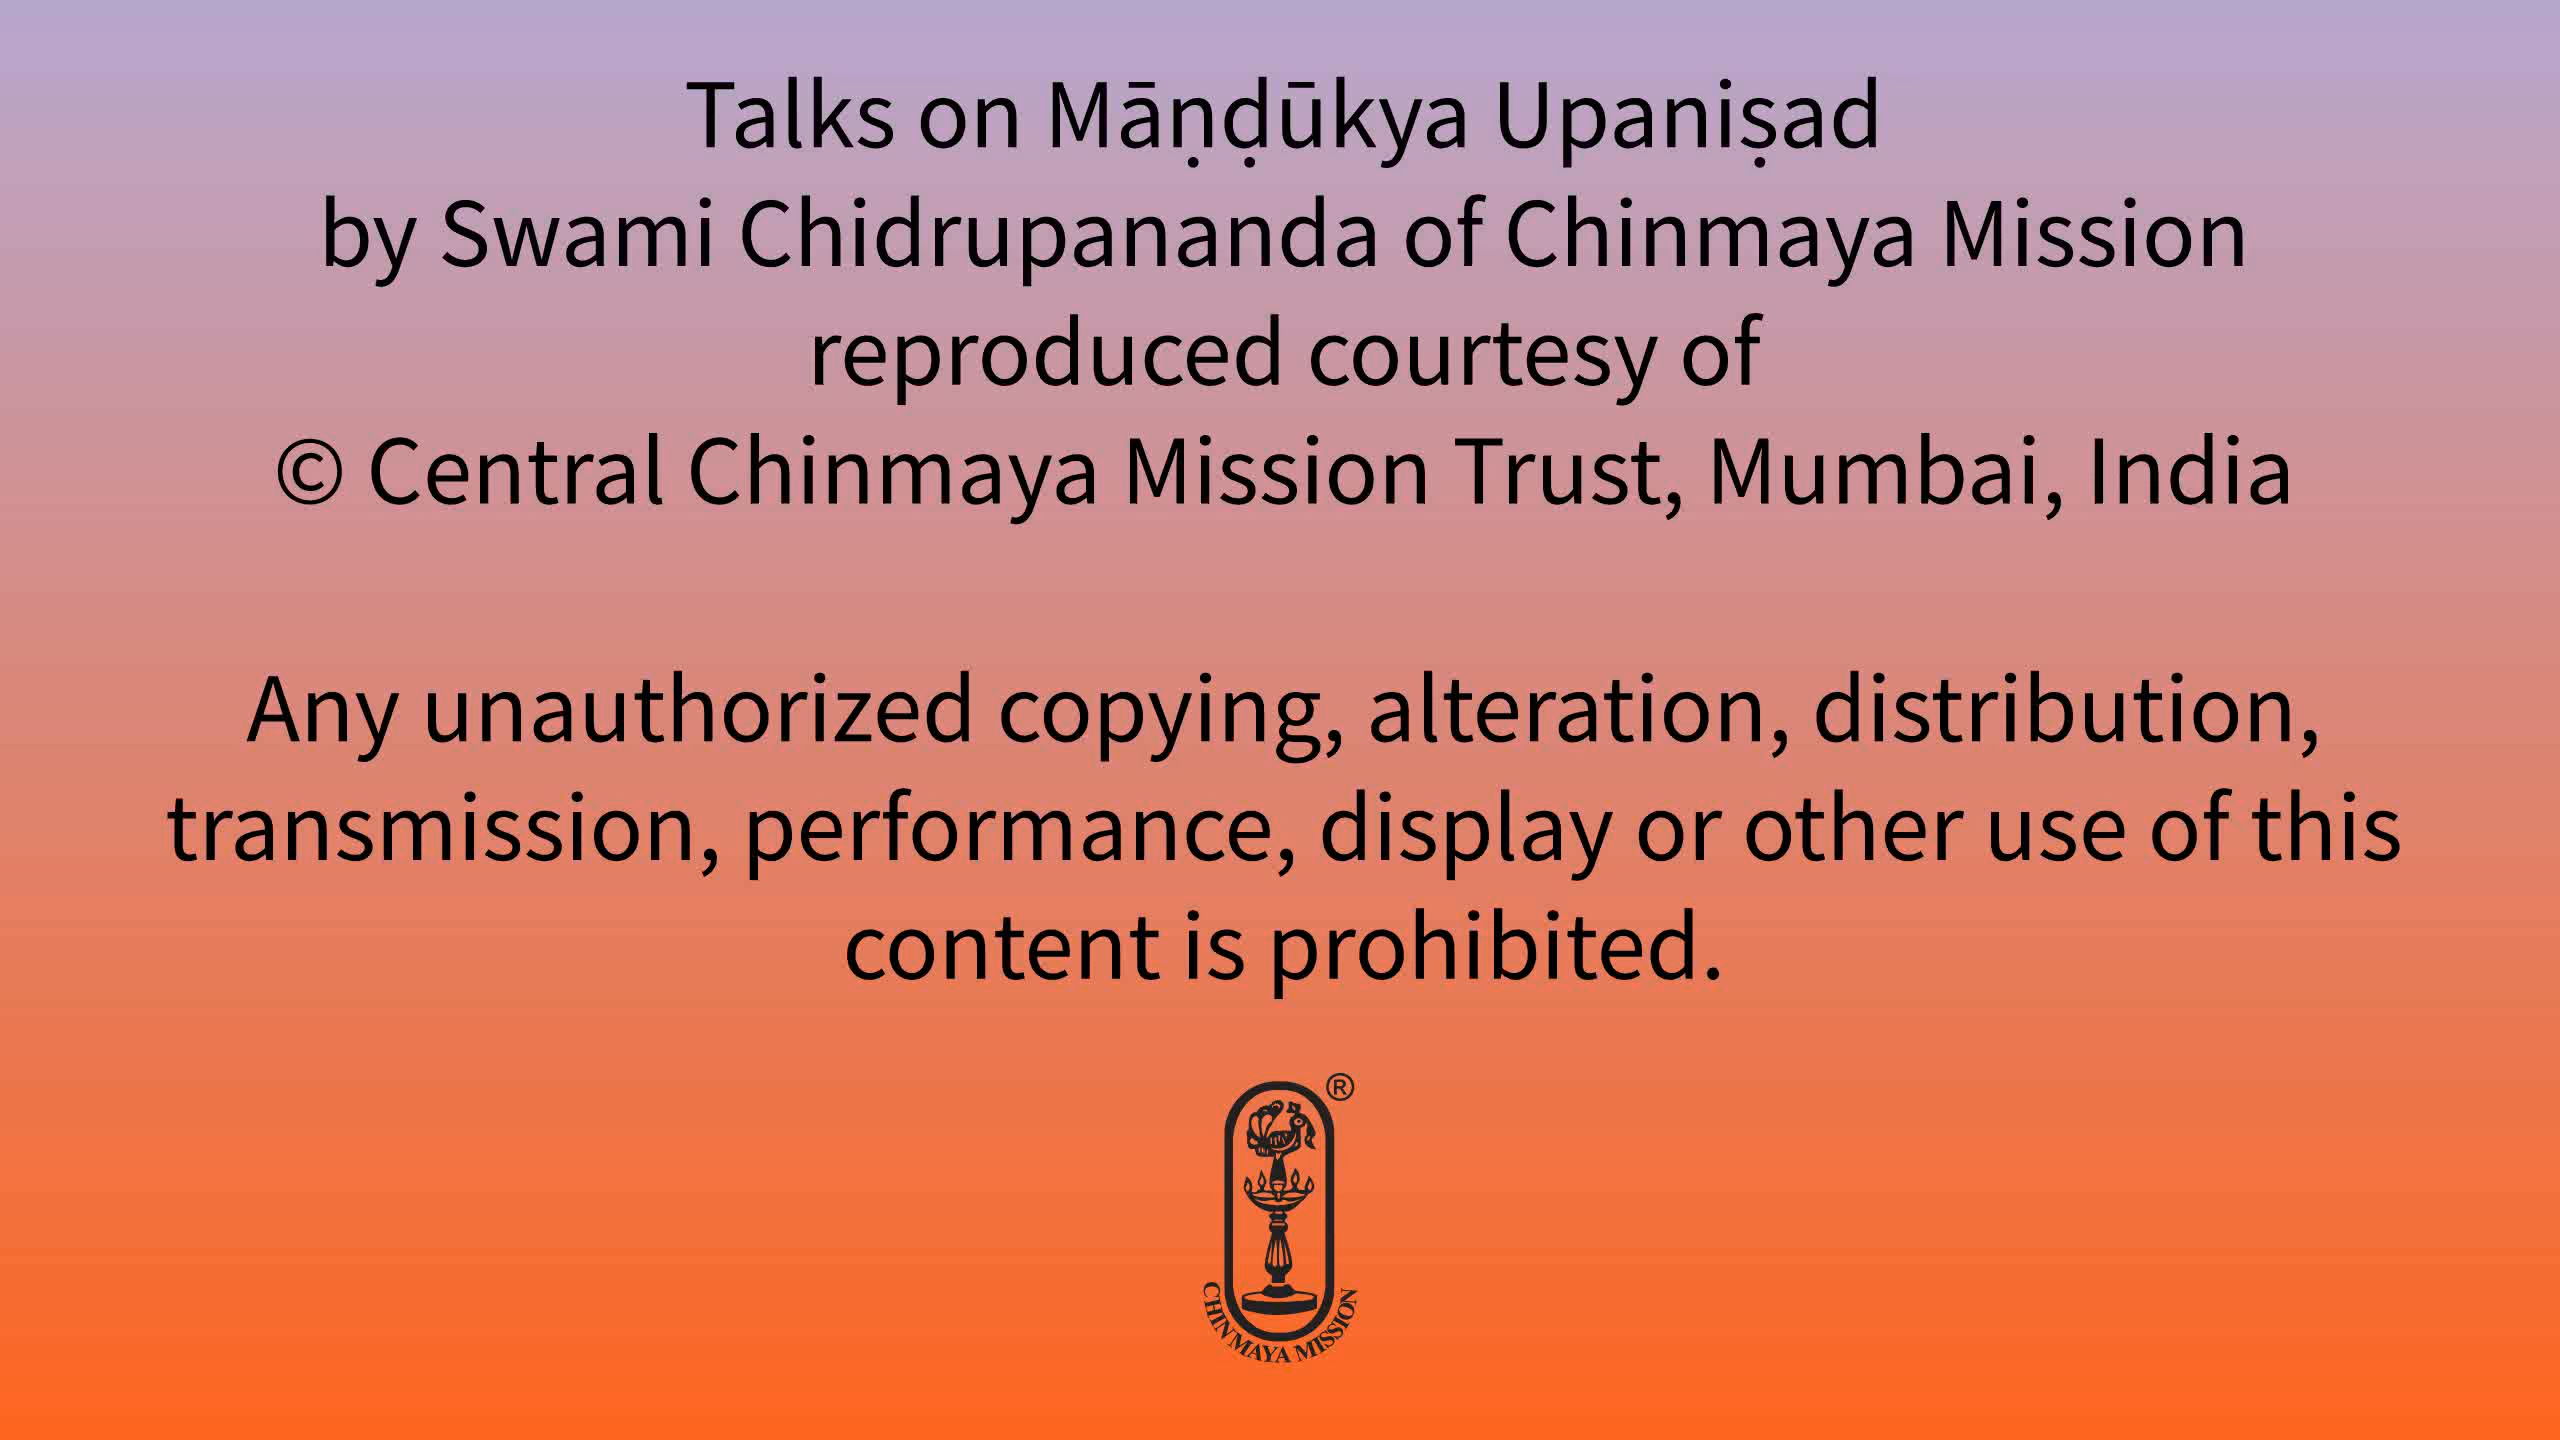 Talks on Māṇḍūkya Upaniṣad
by Swami Chidrupananda of Chinmaya Mission
reproduced courtesy of
© Central Chinmaya Mission Trust, Mumbai, India
Any unauthorized copying, alteration, distribution,
transmission, performance, display or other use of this
content is prohibited.
®
CHINMAYA MISSION